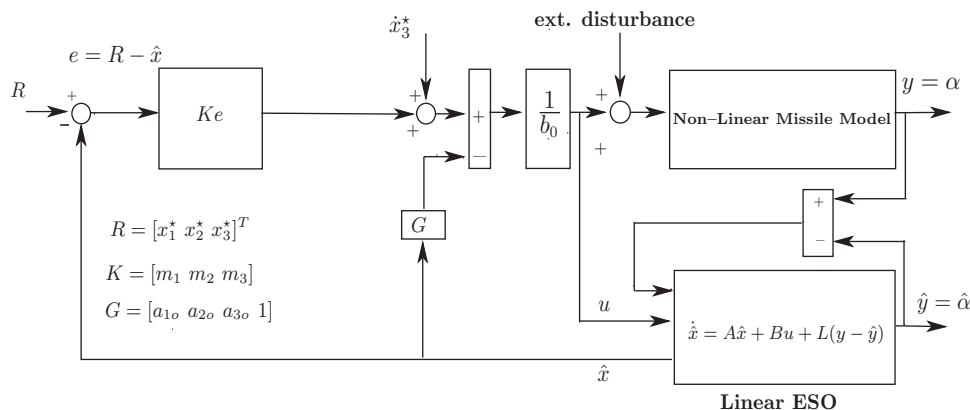 ẋ₃*
ext. disturbance
e = R − x̂
R
+
−
Ke
+
+
+
−
1
b₀
+
+
Non–Linear Missile Model
y = α
G
+
−
R = [x₁* x₂* x₃*]ᵀ
K = [m₁ m₂ m₃]
G = [a₁ₒ a₂ₒ a₃ₒ 1]
u
x̂̇ = Ax̂ + Bu + L(y − ŷ)
ŷ = α̂
x̂
Linear ESO